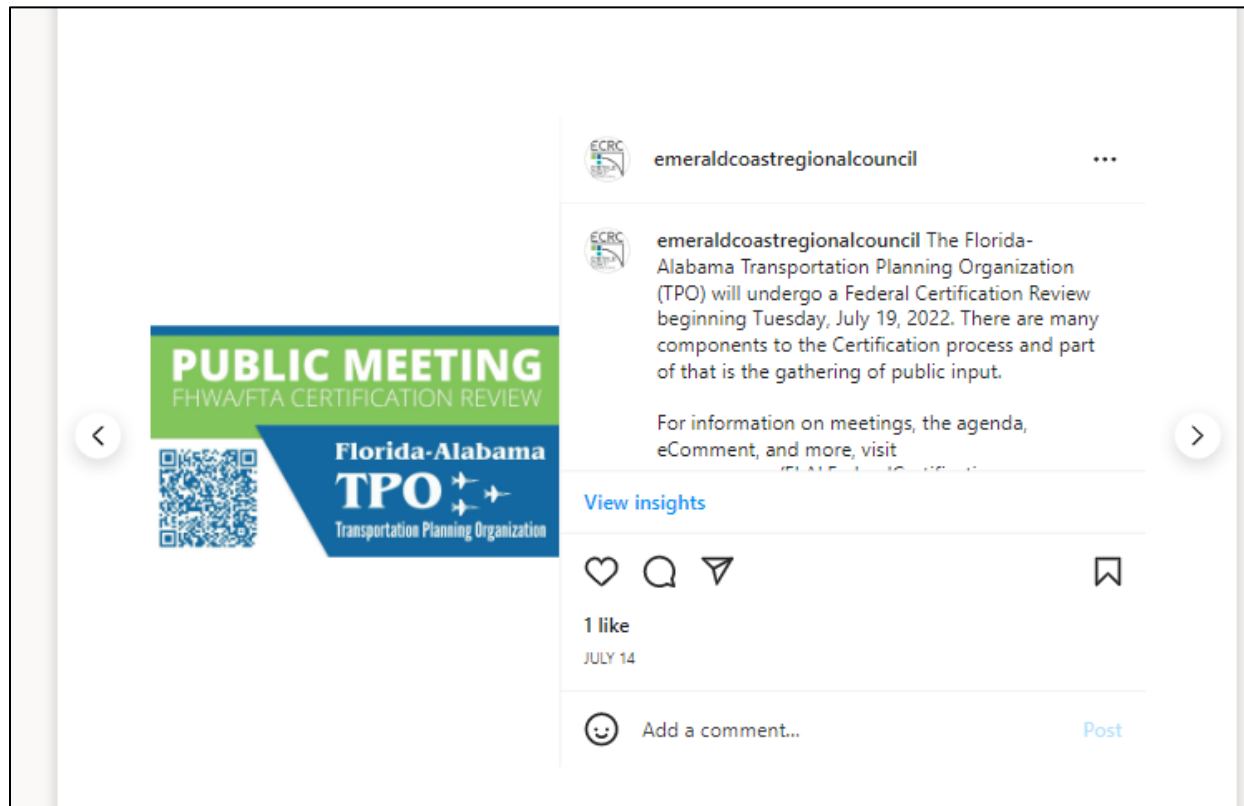 PUBLIC MEETING
FHWA/FTA CERTIFICATION REVIEW
Florida-Alabama
TPO
Transportation Planning Organization
ECRC
emeraldcoastregionalcouncil
ECRC
emeraldcoastregionalcouncil The Florida-
Alabama Transportation Planning Organization
(TPO) will undergo a Federal Certification Review
beginning Tuesday, July 19, 2022. There are many
components to the Certification process and part
of that is the gathering of public input.
For information on meetings, the agenda,
eComment, and more, visit
View insights
1 like
JULY 14
Add a comment...
Post